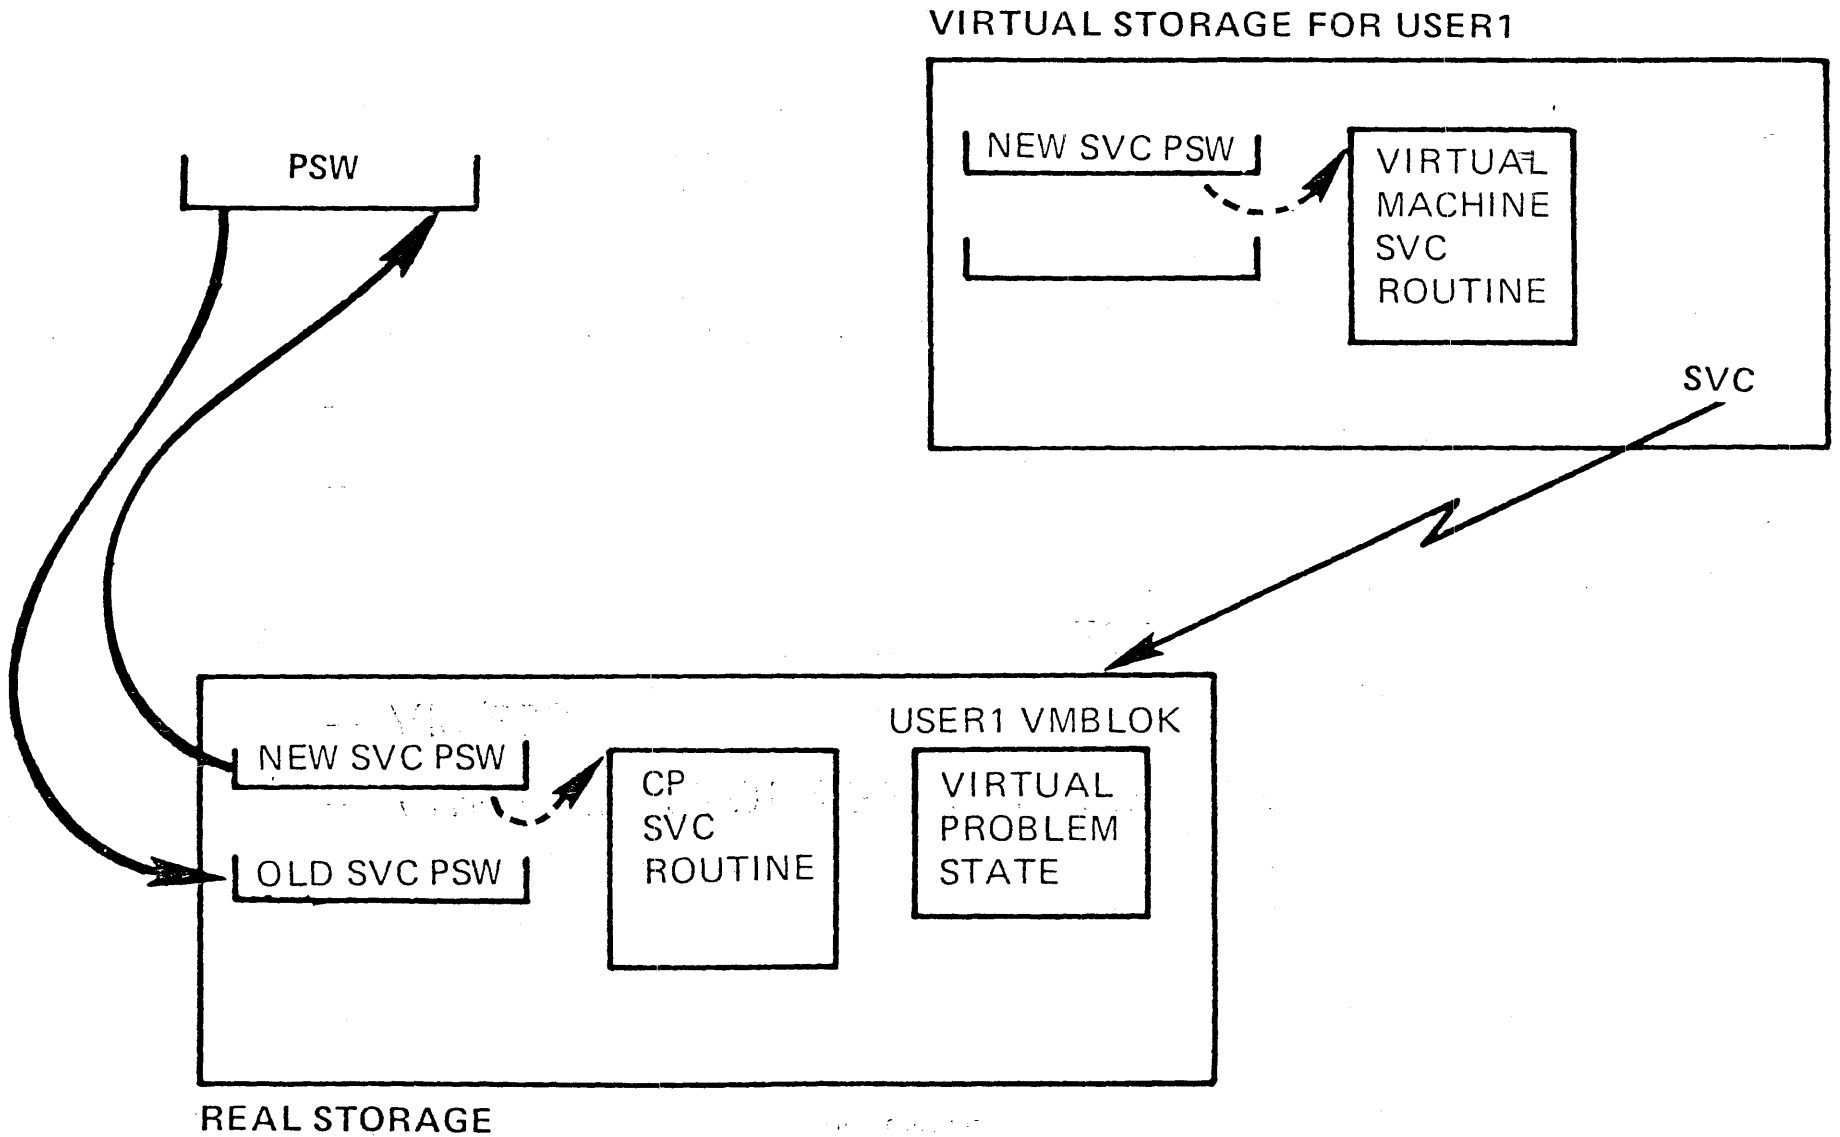 VIRTUAL STORAGE FOR USER1
PSW
NEW SVC PSW
VIRTUAL
MACHINE
SVC
ROUTINE
SVC
USER1 VMBLOK
NEW SVC PSW
CP
SVC
ROUTINE
VIRTUAL
PROBLEM
STATE
OLD SVC PSW
REAL STORAGE